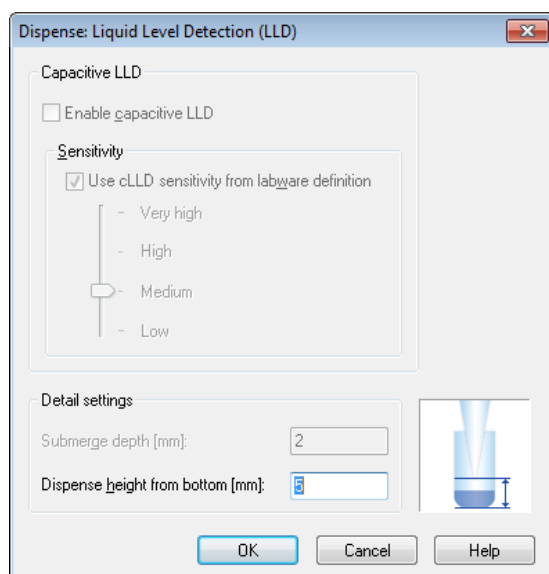 Dispense: Liquid Level Detection (LLD)
Capacitive LLD
Enable capacitive LLD
Sensitivity
Use cLLD sensitivity from labware definition
Very high
High
Medium
Low
Detail settings
Submerge depth [mm]: 2
Dispense height from bottom [mm]: 5
OK Cancel Help